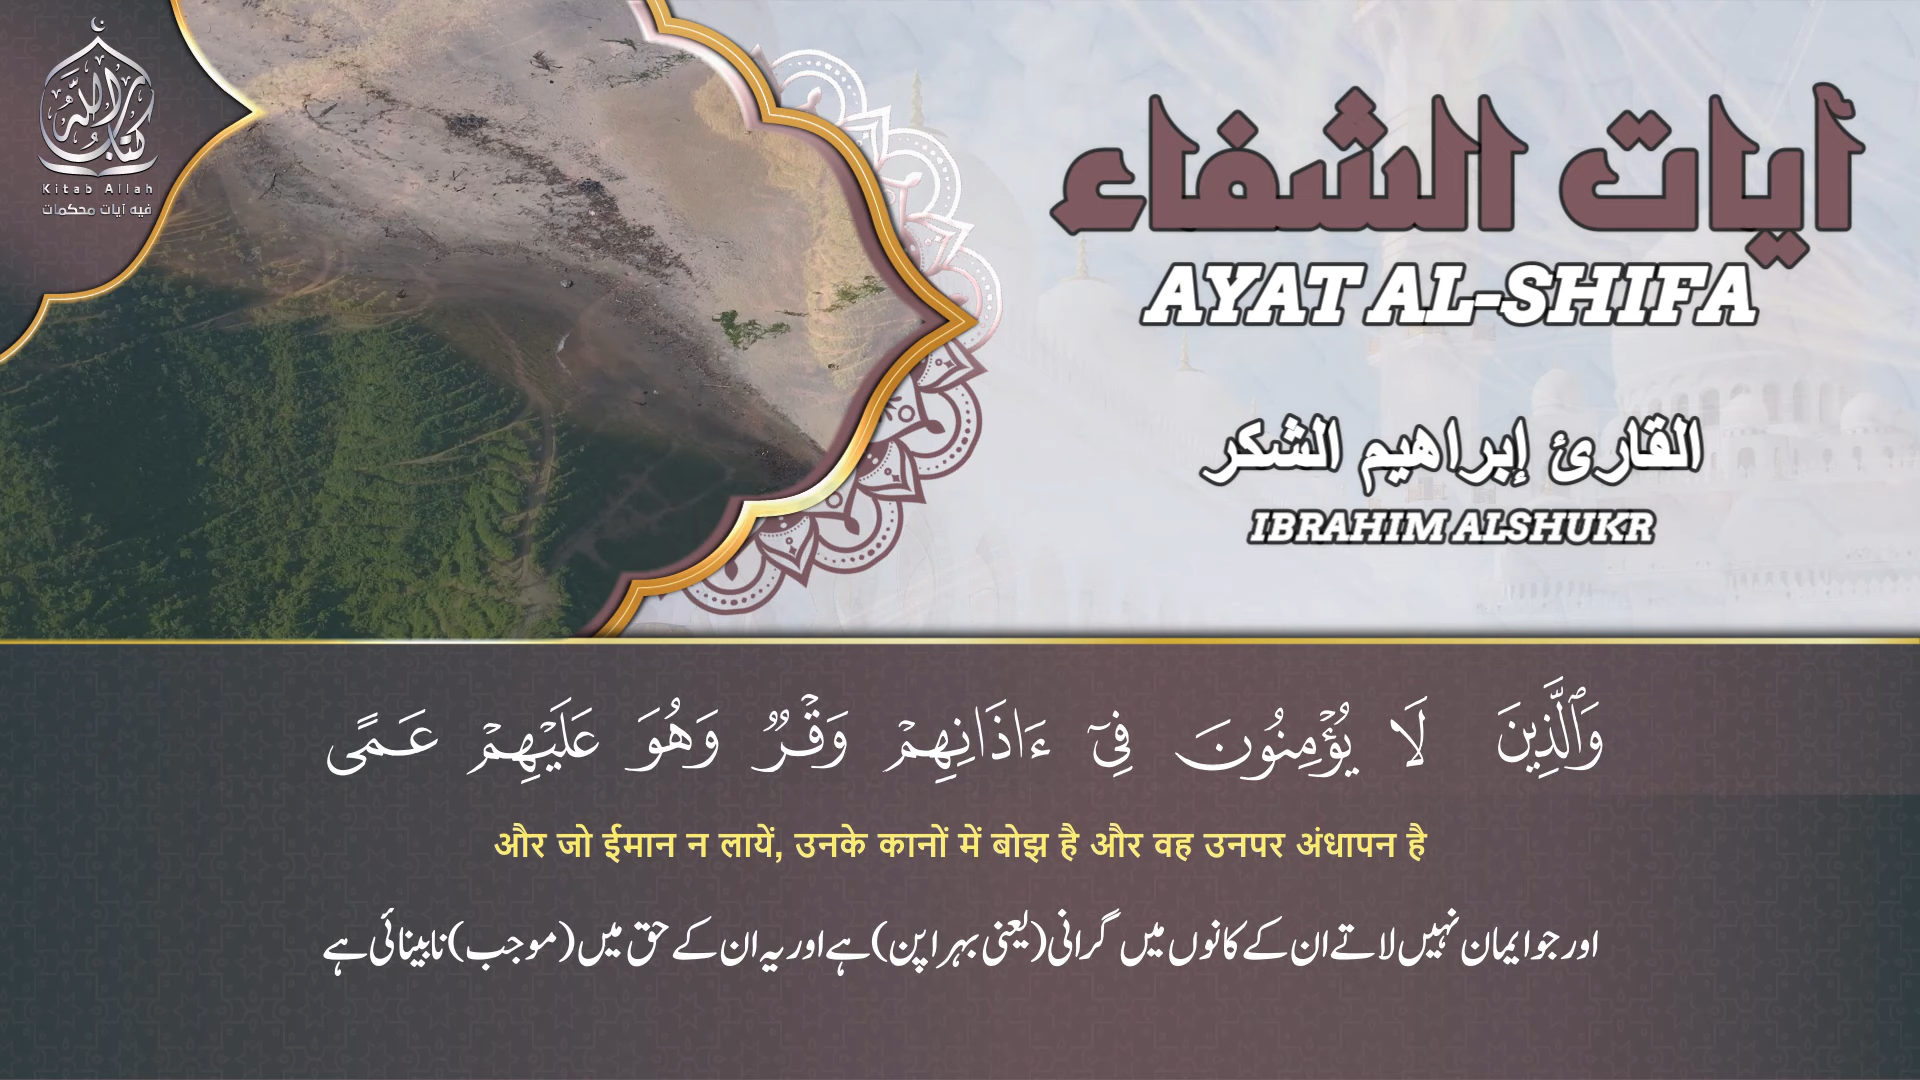 كتاب الله
Kitab Allah
فيه آيات محكمات
آيات الشفاء
AYAT AL-SHIFA
القارئ إبراهيم الشكر
IBRAHIM ALSHUKR
وَٱلَّذِينَ لَا يُؤۡمِنُونَ فِيٓ ءَاذَانِهِمۡ وَقۡرٞ وَهُوَ عَلَيۡهِمۡ عَمًى
और जो ईमान न लायें, उनके कानों में बोझ है और वह उनपर अंधापन है
اور جو ایمان نہیں لاتے ان کے کانوں میں گرانی (یعنی بہرا پن) ہے اور یہ ان کے حق میں (موجب) نابینائی ہے